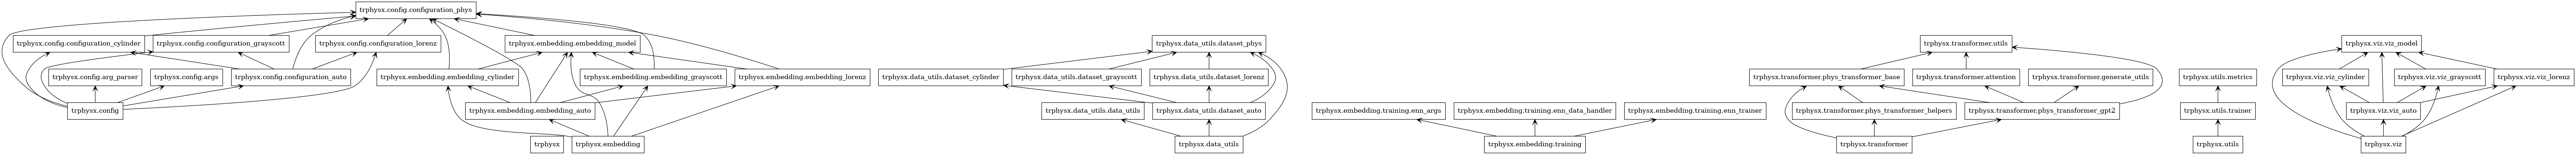 trphysx.config.configuration_phys
trphysx.config.configuration_cylinder
trphysx.config.configuration_grayscott
trphysx.config.configuration_lorenz
trphysx.embedding.embedding_model
trphysx.data_utils.dataset_phys
trphysx.transformer.utils
trphysx.viz.viz_model
trphysx.config.arg_parser
trphysx.config.args
trphysx.config.configuration_auto
trphysx.embedding.embedding_cylinder
trphysx.embedding.embedding_grayscott
trphysx.embedding.embedding_lorenz
trphysx.data_utils.dataset_cylinder
trphysx.data_utils.dataset_grayscott
trphysx.data_utils.dataset_lorenz
trphysx.transformer.phys_transformer_base
trphysx.transformer.attention
trphysx.transformer.generate_utils
trphysx.utils.metrics
trphysx.viz.viz_cylinder
trphysx.viz.viz_grayscott
trphysx.viz.viz_lorenz
trphysx.config
trphysx.embedding.embedding_auto
trphysx.data_utils.data_utils
trphysx.data_utils.dataset_auto
trphysx.embedding.training.enn_args
trphysx.embedding.training.enn_data_handler
trphysx.embedding.training.enn_trainer
trphysx.transformer.phys_transformer_helpers
trphysx.transformer.phys_transformer_gpt2
trphysx.utils.trainer
trphysx.viz.viz_auto
trphysx
trphysx.embedding
trphysx.data_utils
trphysx.embedding.training
trphysx.transformer
trphysx.utils
trphysx.viz